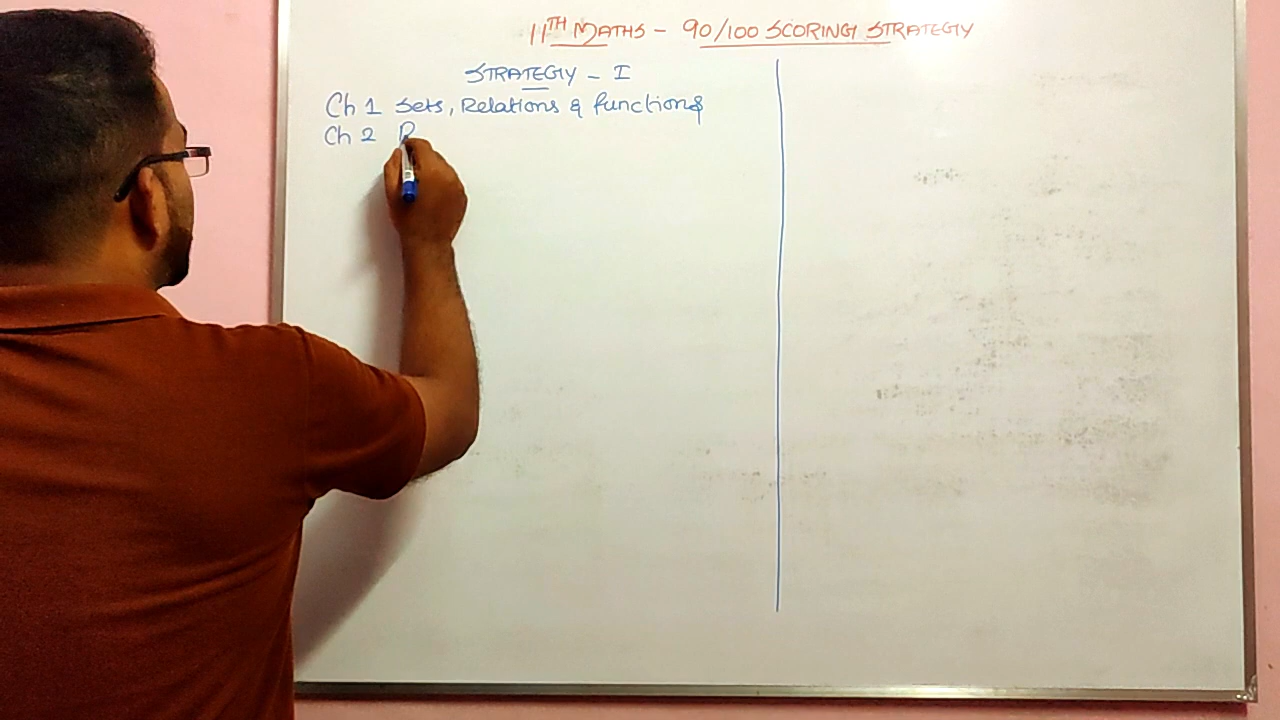 11TH MATHS - 90/100 SCORING STRATEGY
STRATEGY - I
Ch 1 Sets, Relations & functions
Ch 2